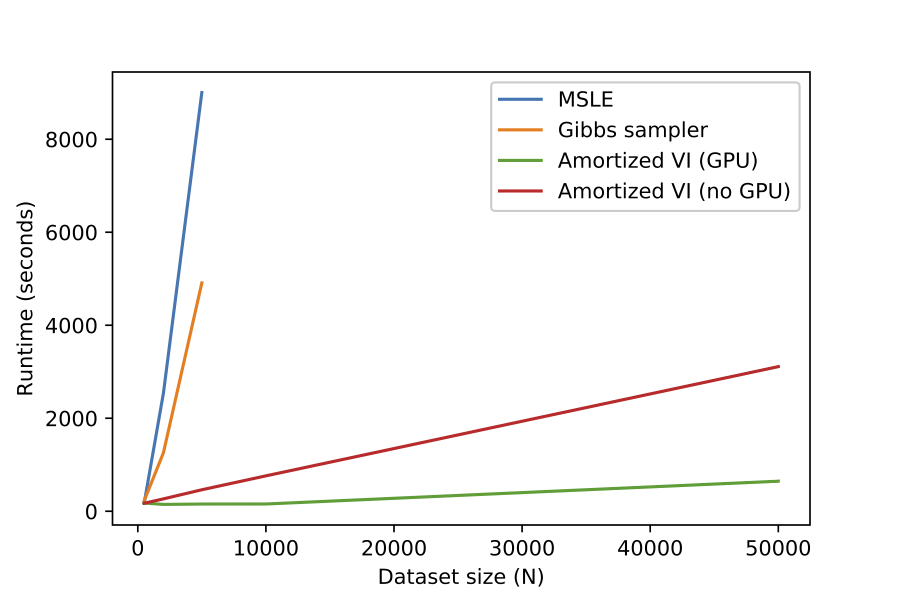 MSLE
Gibbs sampler
Amortized VI (GPU)
Amortized VI (no GPU)
Runtime (seconds)
8000
6000
4000
2000
0
0 10000 20000 30000 40000 50000
Dataset size (N)